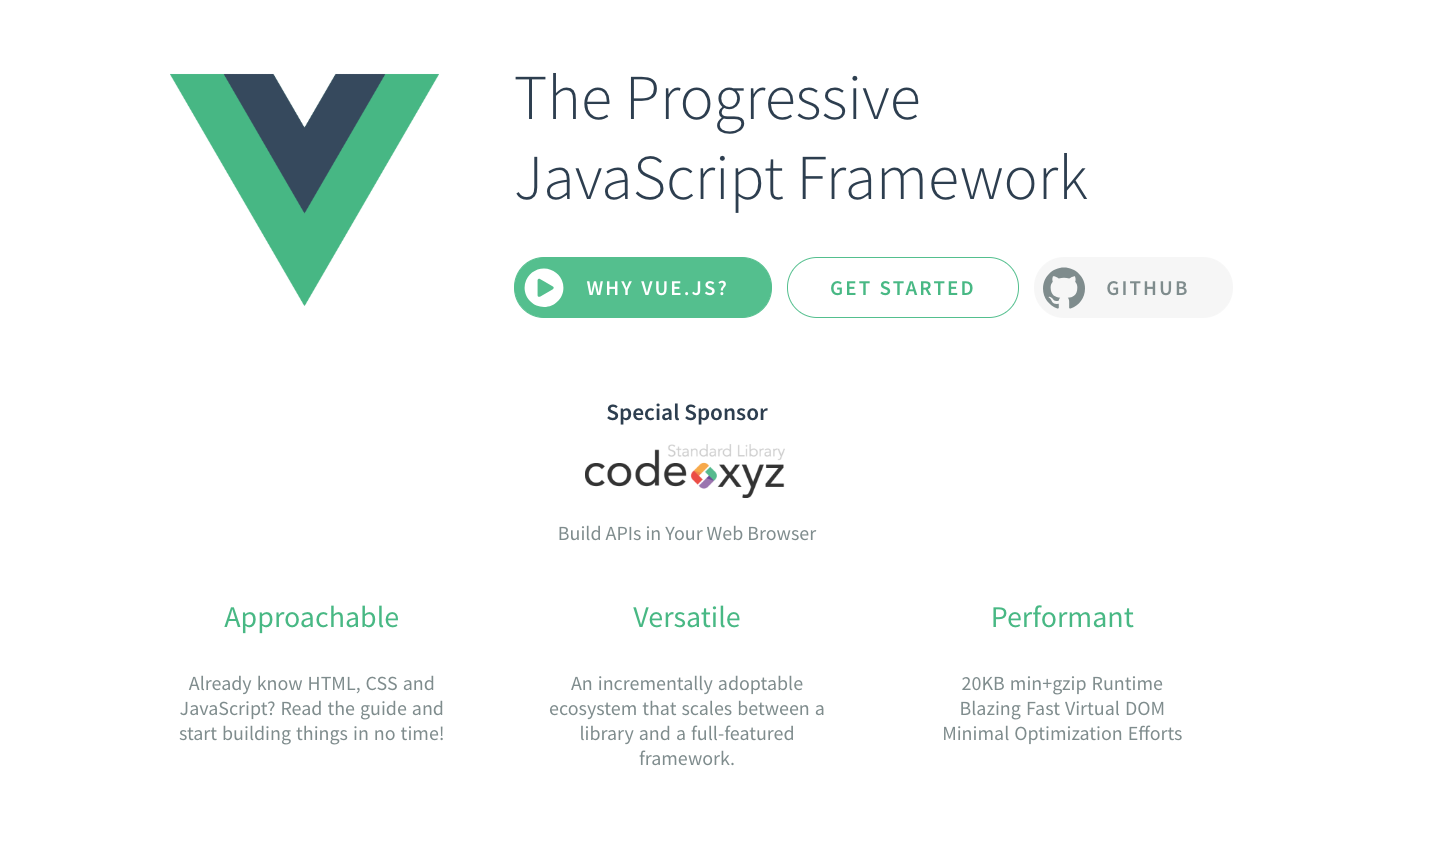 The Progressive
JavaScript Framework
WHY VUE.JS?
GET STARTED
GITHUB
Special Sponsor
Standard Library
code xyz
Build APIs in Your Web Browser
Approachable
Already know HTML, CSS and
JavaScript? Read the guide and
start building things in no time!
Versatile
An incrementally adoptable
ecosystem that scales between a
library and a full-featured
framework.
Performant
20KB min+gzip Runtime
Blazing Fast Virtual DOM
Minimal Optimization Efforts